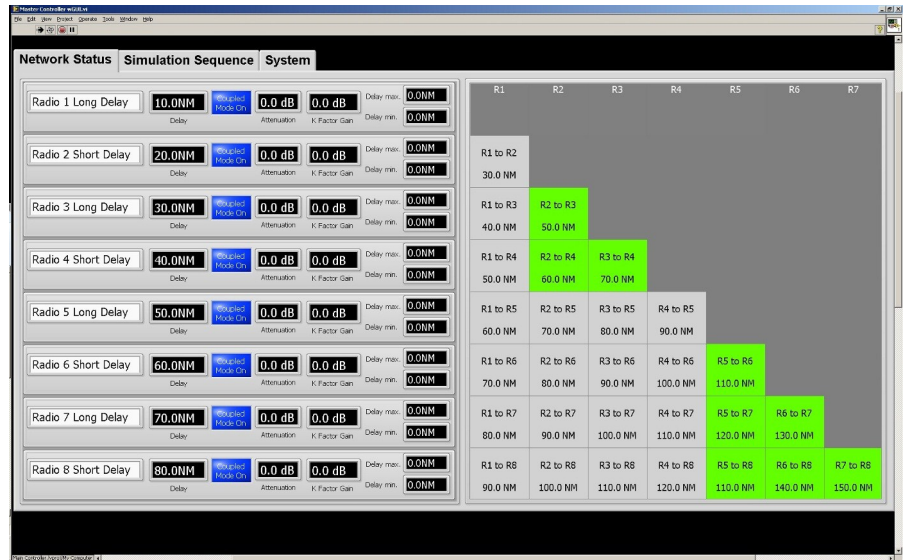 Master Controller wGUI.vi
File Edit View Project Operate Tools Window Help
Network Status Simulation Sequence System
Radio 1 Long Delay 10.0NM Coupled Mode On 0.0 dB 0.0 dB Delay max. 0.0NM
Delay Attenuation K Factor Gain Delay min. 0.0NM
Radio 2 Short Delay 20.0NM Coupled Mode On 0.0 dB 0.0 dB Delay max. 0.0NM
Delay Attenuation K Factor Gain Delay min. 0.0NM
Radio 3 Long Delay 30.0NM Coupled Mode On 0.0 dB 0.0 dB Delay max. 0.0NM
Delay Attenuation K Factor Gain Delay min. 0.0NM
Radio 4 Short Delay 40.0NM Coupled Mode On 0.0 dB 0.0 dB Delay max. 0.0NM
Delay Attenuation K Factor Gain Delay min. 0.0NM
Radio 5 Long Delay 50.0NM Coupled Mode On 0.0 dB 0.0 dB Delay max. 0.0NM
Delay Attenuation K Factor Gain Delay min. 0.0NM
Radio 6 Short Delay 60.0NM Coupled Mode On 0.0 dB 0.0 dB Delay max. 0.0NM
Delay Attenuation K Factor Gain Delay min. 0.0NM
Radio 7 Long Delay 70.0NM Coupled Mode On 0.0 dB 0.0 dB Delay max. 0.0NM
Delay Attenuation K Factor Gain Delay min. 0.0NM
Radio 8 Short Delay 80.0NM Coupled Mode On 0.0 dB 0.0 dB Delay max. 0.0NM
Delay Attenuation K Factor Gain Delay min. 0.0NM
R1 R2 R3 R4 R5 R6 R7
R1 to R2
30.0 NM
R1 to R3 R2 to R3
40.0 NM 50.0 NM
R1 to R4 R2 to R4 R3 to R4
50.0 NM 60.0 NM 70.0 NM
R1 to R5 R2 to R5 R3 to R5 R4 to R5
60.0 NM 70.0 NM 80.0 NM 90.0 NM
R1 to R6 R2 to R6 R3 to R6 R4 to R6 R5 to R6
70.0 NM 80.0 NM 90.0 NM 100.0 NM 110.0 NM
R1 to R7 R2 to R7 R3 to R7 R4 to R7 R5 to R7 R6 to R7
80.0 NM 90.0 NM 100.0 NM 110.0 NM 120.0 NM 130.0 NM
R1 to R8 R2 to R8 R3 to R8 R4 to R8 R5 to R8 R6 to R8 R7 to R8
90.0 NM 100.0 NM 110.0 NM 120.0 NM 110.0 NM 140.0 NM 150.0 NM
Main Controller.lvproj/My Computer